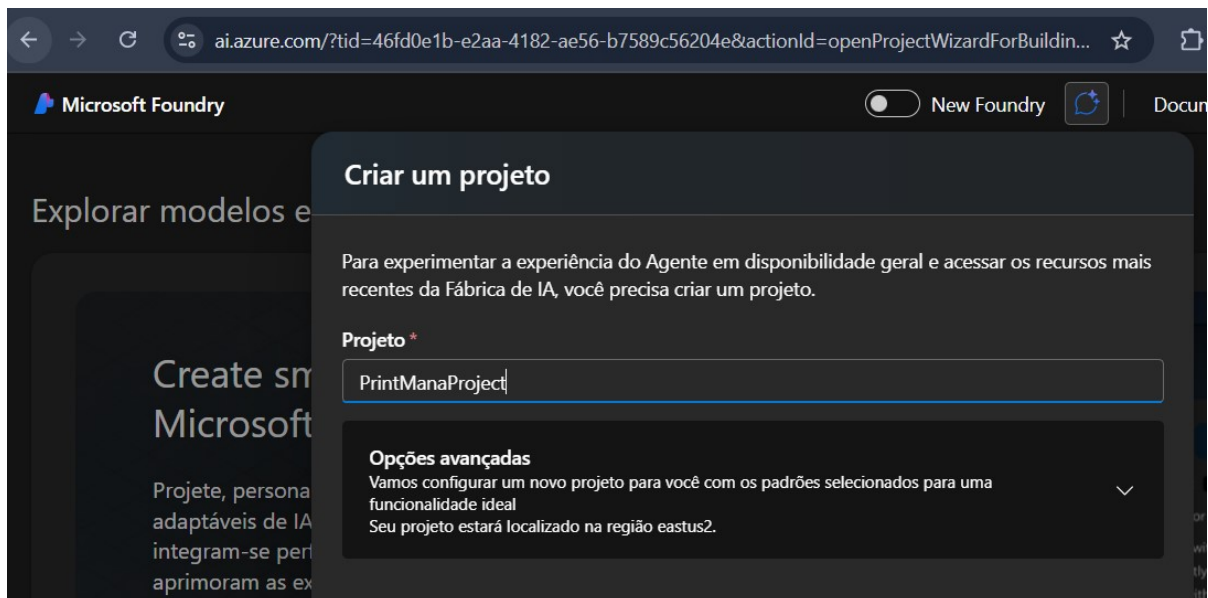 ai.azure.com/?tid=46fd0e1b-e2aa-4182-ae56-b7589c56204e&actionId=openProjectWizardForBuildin...
Microsoft Foundry
New Foundry
Docum
Criar um projeto
Explorar modelos e
Para experimentar a experiência do Agente em disponibilidade geral e acessar os recursos mais
recentes da Fábrica de IA, você precisa criar um projeto.
Projeto *
PrintManaProject
Create sm
Microsoft
Opções avançadas
Vamos configurar um novo projeto para você com os padrões selecionados para uma
funcionalidade ideal
Seu projeto estará localizado na região eastus2.
Projete, persona
adaptáveis de IA
integram-se perf
aprimoram as ex